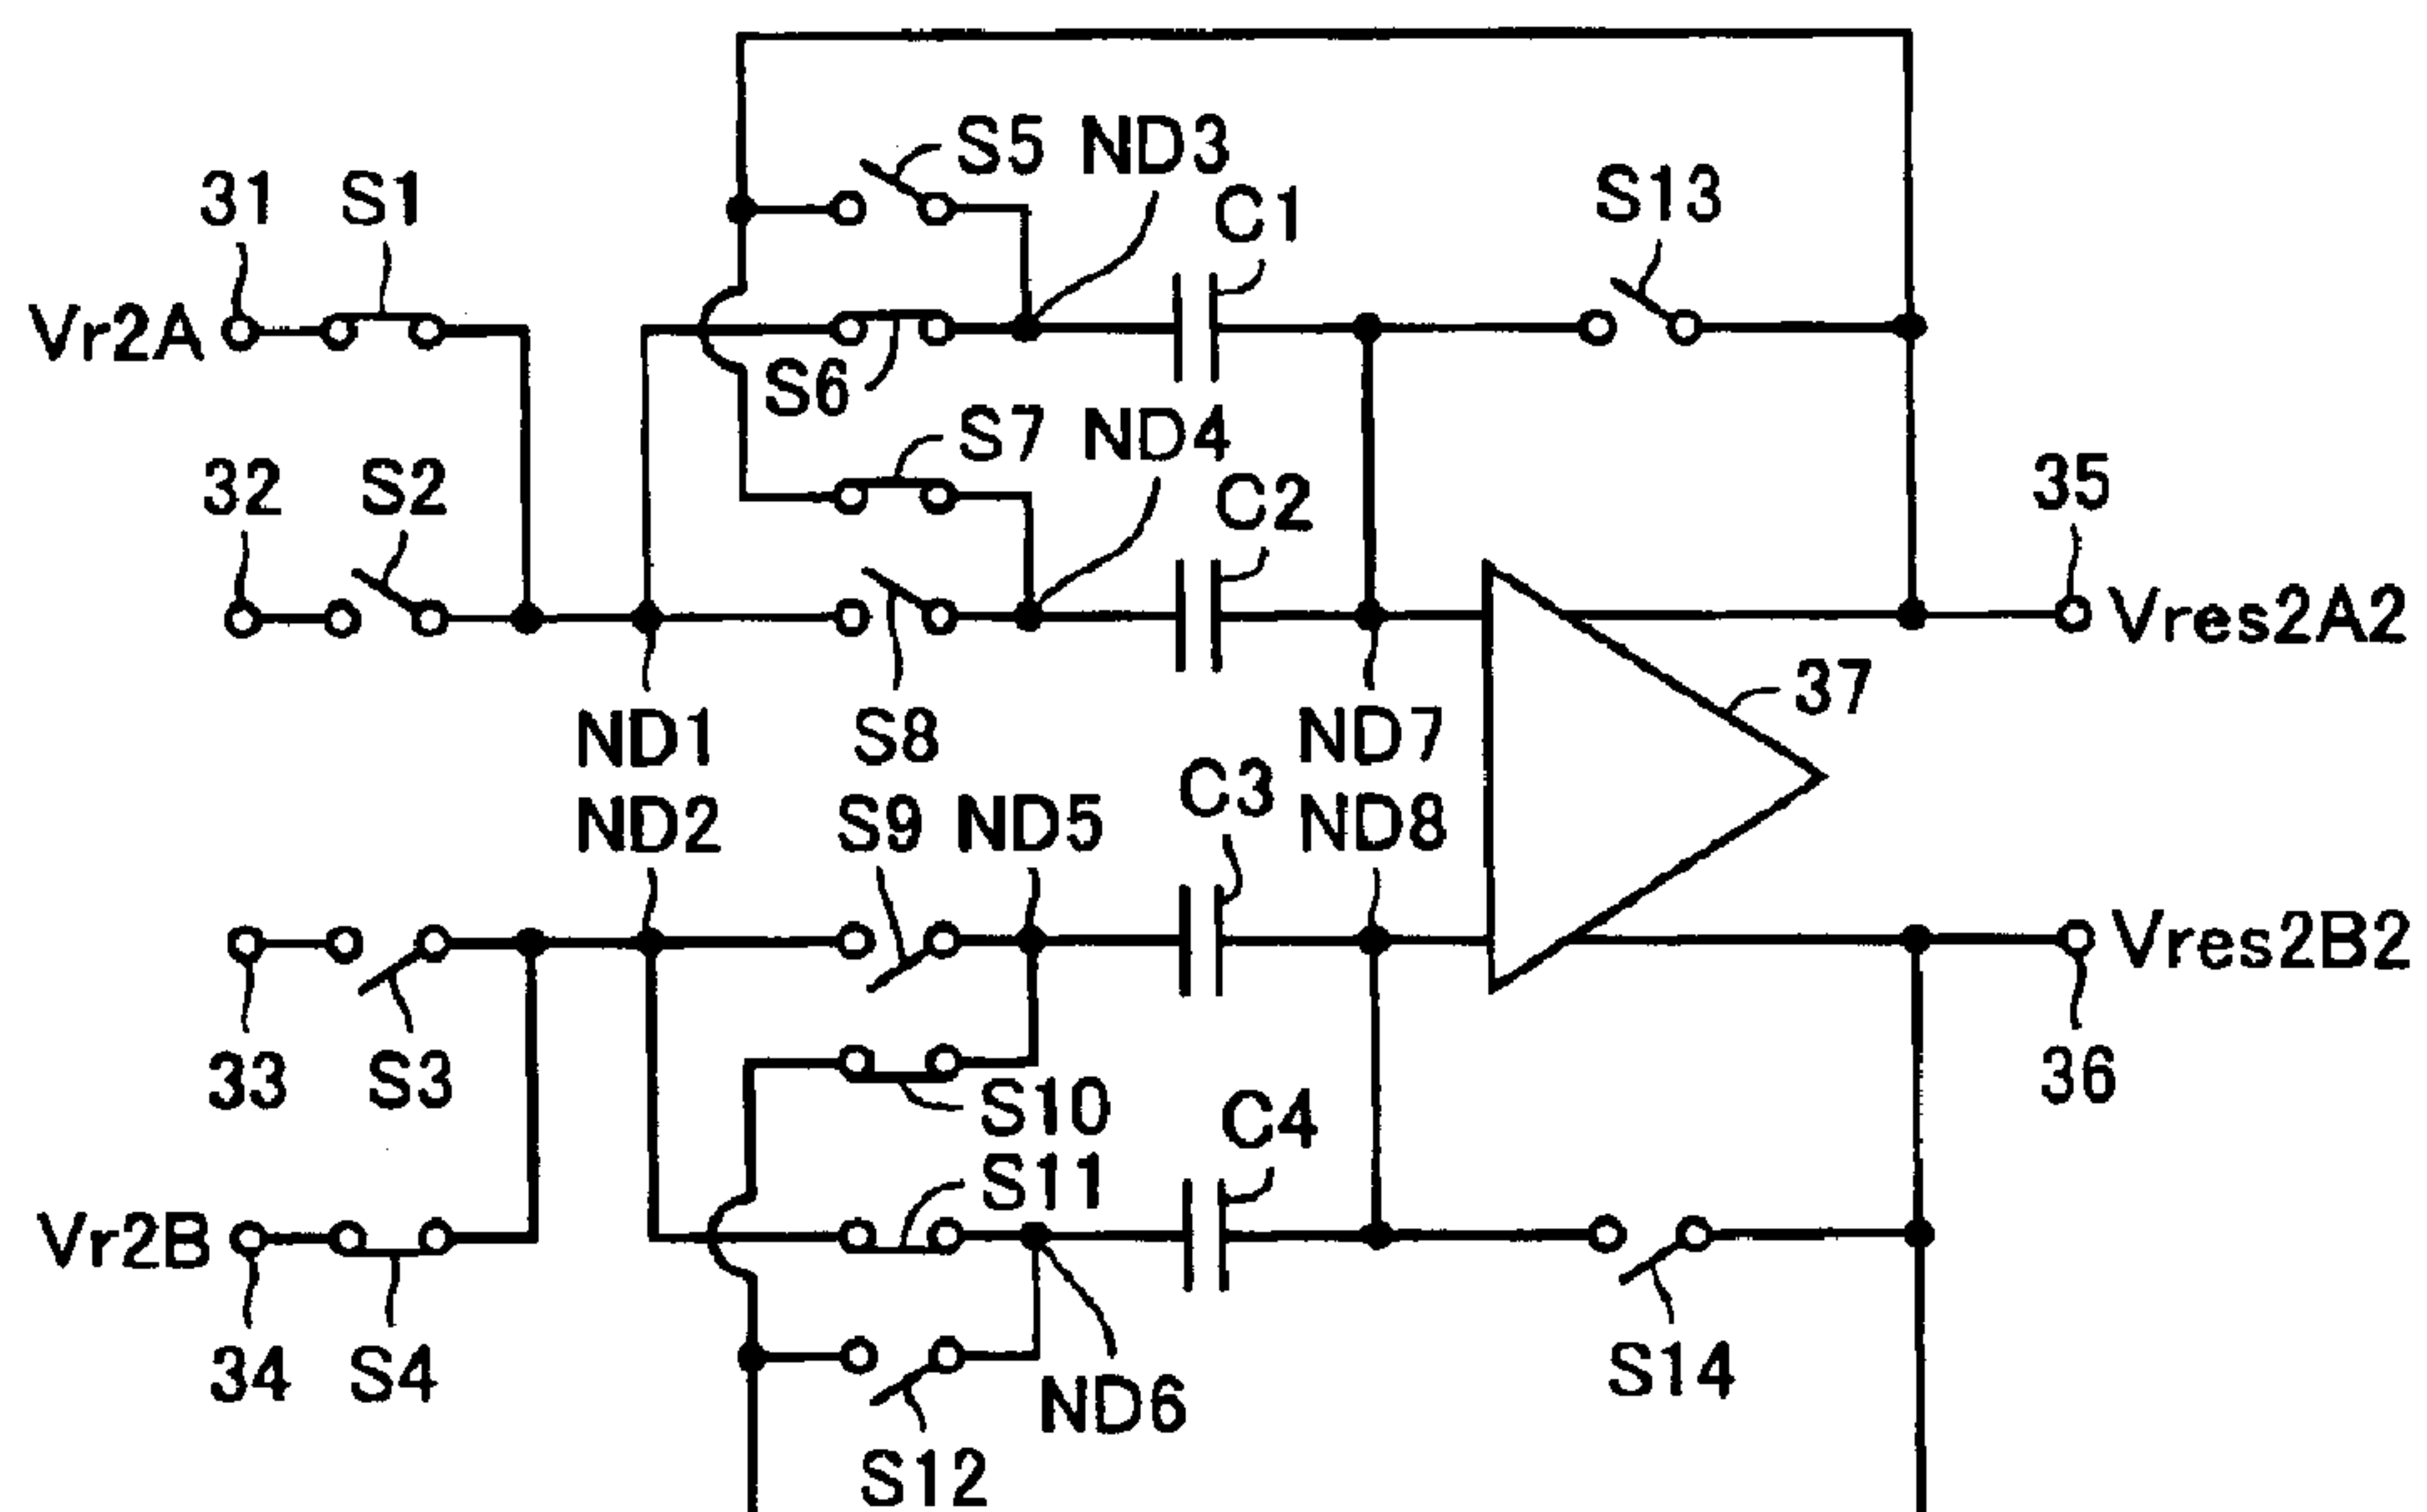 S5 ND3
31 S1 C1 S13
Vr2A
S6
S7 ND4
32 S2 C2 35
Vres2A2
37
ND1 S8 ND7
C3
ND2 S9 ND5 ND8
Vres2B2
33 S3 S10 C4 36
S11
Vr2B
34 S4 ND6 S14
S12